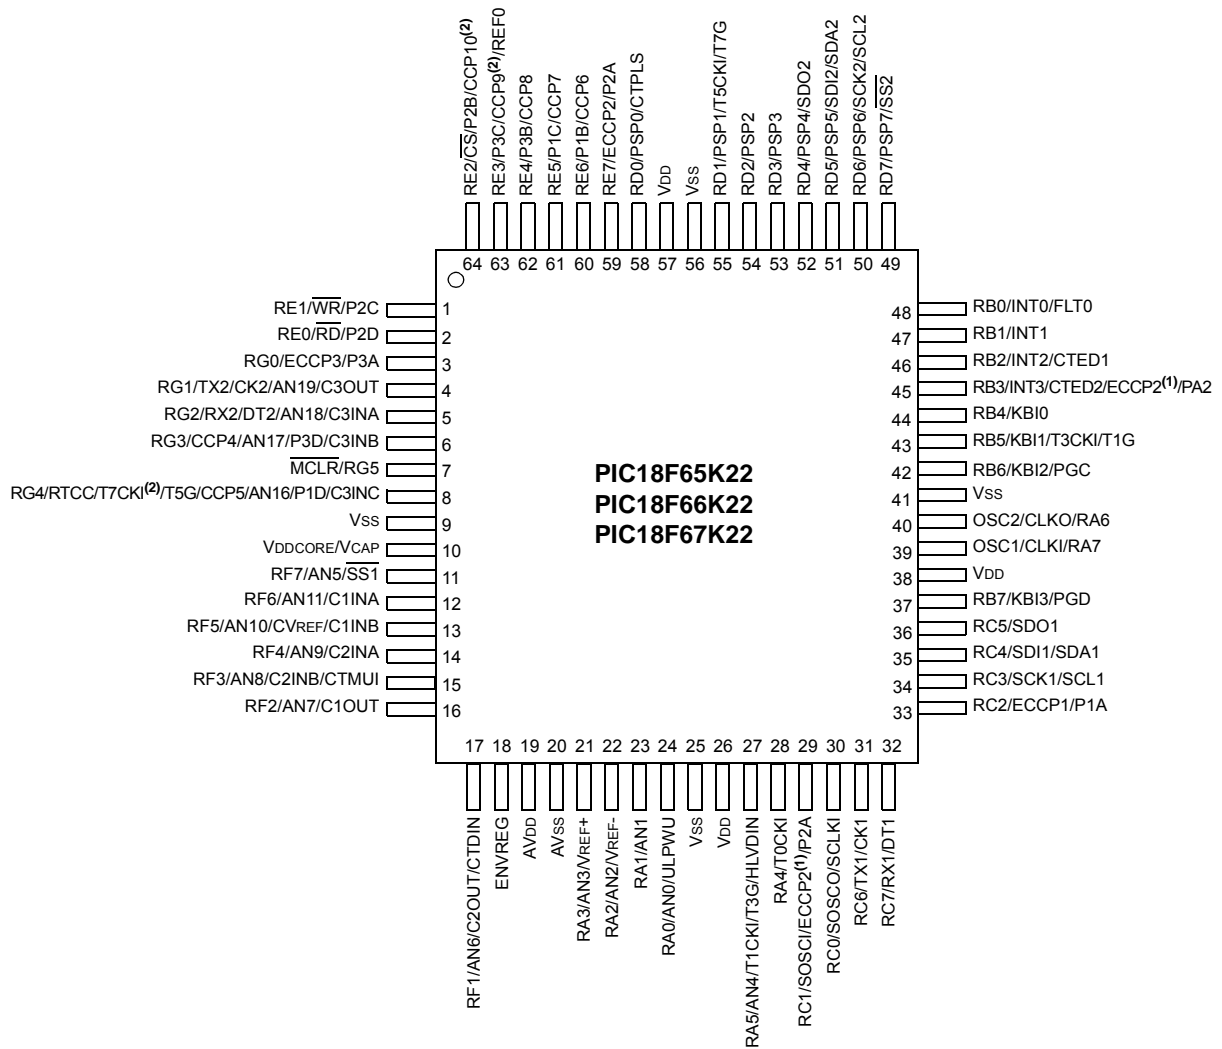 RE2/CS/P2B/CCP10(2)
RE3/P3C/CCP9(2)/REF0
RE4/P3B/CCP8
RE5/P1C/CCP7
RE6/P1B/CCP6
RE7/ECCP2/P2A
RD0/PSP0/CTPLS
VDD
VSS
RD1/PSP1/T5CKI/T7G
RD2/PSP2
RD3/PSP3
RD4/PSP4/SDO2
RD5/PSP5/SDI2/SDA2
RD6/PSP6/SCK2/SCL2
RD7/PSP7/SS2
64 63 62 61 60 59 58 57 56 55 54 53 52 51 50 49
RE1/WR/P2C 1
RE0/RD/P2D 2
RG0/ECCP3/P3A 3
RG1/TX2/CK2/AN19/C3OUT 4
RG2/RX2/DT2/AN18/C3INA 5
RG3/CCP4/AN17/P3D/C3INB 6
MCLR/RG5 7
RG4/RTCC/T7CKI(2)/T5G/CCP5/AN16/P1D/C3INC 8
VSS 9
VDDCORE/VCAP 10
RF7/AN5/SS1 11
RF6/AN11/C1INA 12
RF5/AN10/CVREF/C1INB 13
RF4/AN9/C2INA 14
RF3/AN8/C2INB/CTMUI 15
RF2/AN7/C1OUT 16
PIC18F65K22
PIC18F66K22
PIC18F67K22
48 RB0/INT0/FLT0
47 RB1/INT1
46 RB2/INT2/CTED1
45 RB3/INT3/CTED2/ECCP2(1)/PA2
44 RB4/KBI0
43 RB5/KBI1/T3CKI/T1G
42 RB6/KBI2/PGC
41 VSS
40 OSC2/CLKO/RA6
39 OSC1/CLKI/RA7
38 VDD
37 RB7/KBI3/PGD
36 RC5/SDO1
35 RC4/SDI1/SDA1
34 RC3/SCK1/SCL1
33 RC2/ECCP1/P1A
17 18 19 20 21 22 23 24 25 26 27 28 29 30 31 32
RF1/AN6/C2OUT/CTDIN
ENVREG
AVDD
AVSS
RA3/AN3/VREF+
RA2/AN2/VREF-
RA1/AN1
RA0/AN0/ULPWU
VSS
VDD
RA5/AN4/T1CKI/T3G/HLVDIN
RA4/T0CKI
RC1/SOSCI/ECCP2(1)/P2A
RC0/SOSCO/SCLKI
RC6/TX1/CK1
RC7/RX1/DT1